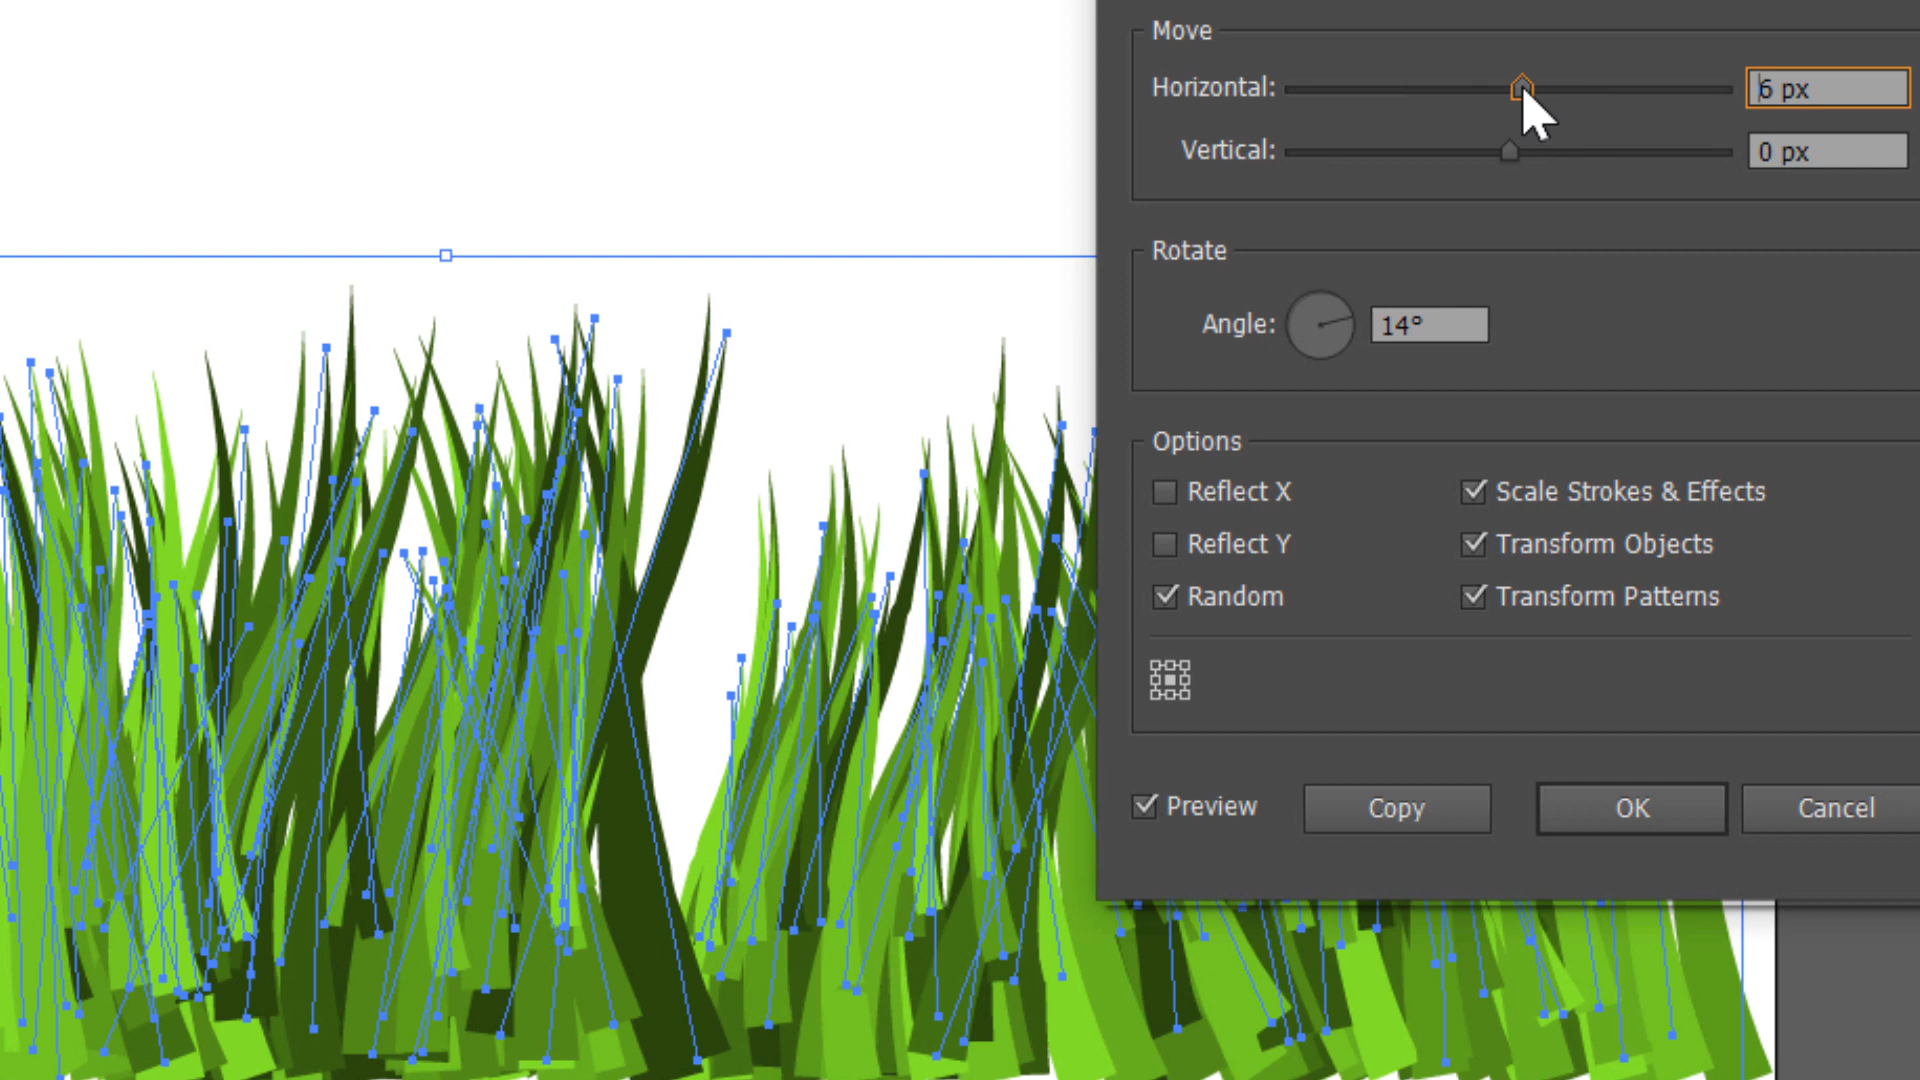 Move
Horizontal: 6 px
Vertical: 0 px
Rotate
Angle: 14°
Options
Reflect X Scale Strokes & Effects
Reflect Y Transform Objects
Random Transform Patterns
Preview Copy OK Cancel